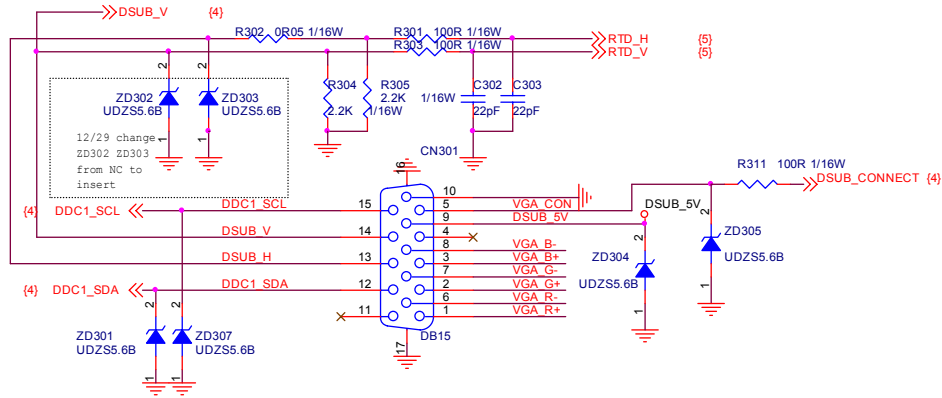 DSUB_V {4}
R302 0R05 1/16W
R301 100R 1/16W
R303 100R 1/16W
RTD_H {5}
RTD_V {5}
2
2
ZD302
UDZS5.6B
ZD303
UDZS5.6B
1
1
12/29 change
ZD302 ZD303
from NC to
insert
R304
2.2K
R305
2.2K
1/16W
1/16W
C302
22pF
C303
22pF
CN301
16
R311 100R 1/16W
DSUB_CONNECT {4}
{4} DDC1_SCL
DDC1_SCL
15
10
5
VGA_CON
DSUB_5V
9
DSUB_5V
DSUB_V
14
4
8
VGA_B-
DSUB_H
13
3
VGA_B+
7
VGA_G-
{4} DDC1_SDA
DDC1_SDA
12
2
VGA_G+
6
VGA_R-
11
1
VGA_R+
2
ZD304
UDZS5.6B
1
2
ZD305
UDZS5.6B
1
2
2
ZD301
UDZS5.6B
ZD307
UDZS5.6B
1
1
DB15
17